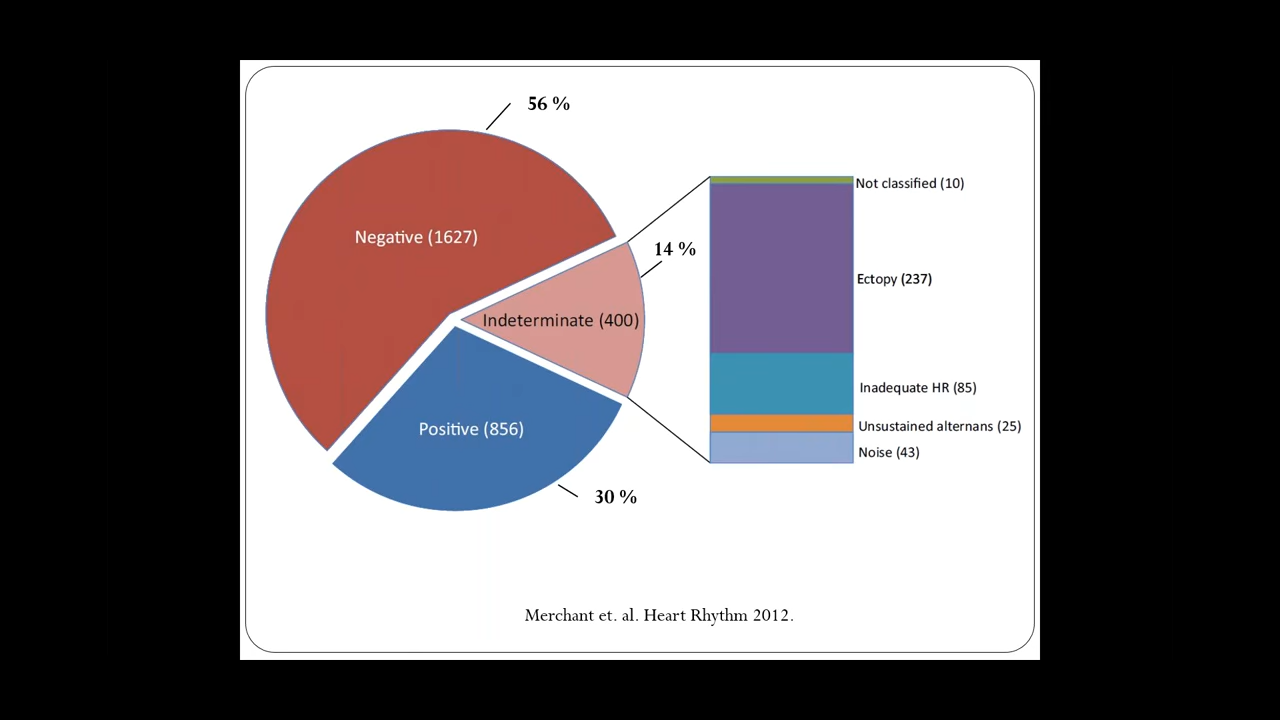 56 %
Negative (1627)
14 %
Indeterminate (400)
Positive (856)
30 %
Not classified (10)
Ectopy (237)
Inadequate HR (85)
Unsustained alternans (25)
Noise (43)
Merchant et. al. Heart Rhythm 2012.